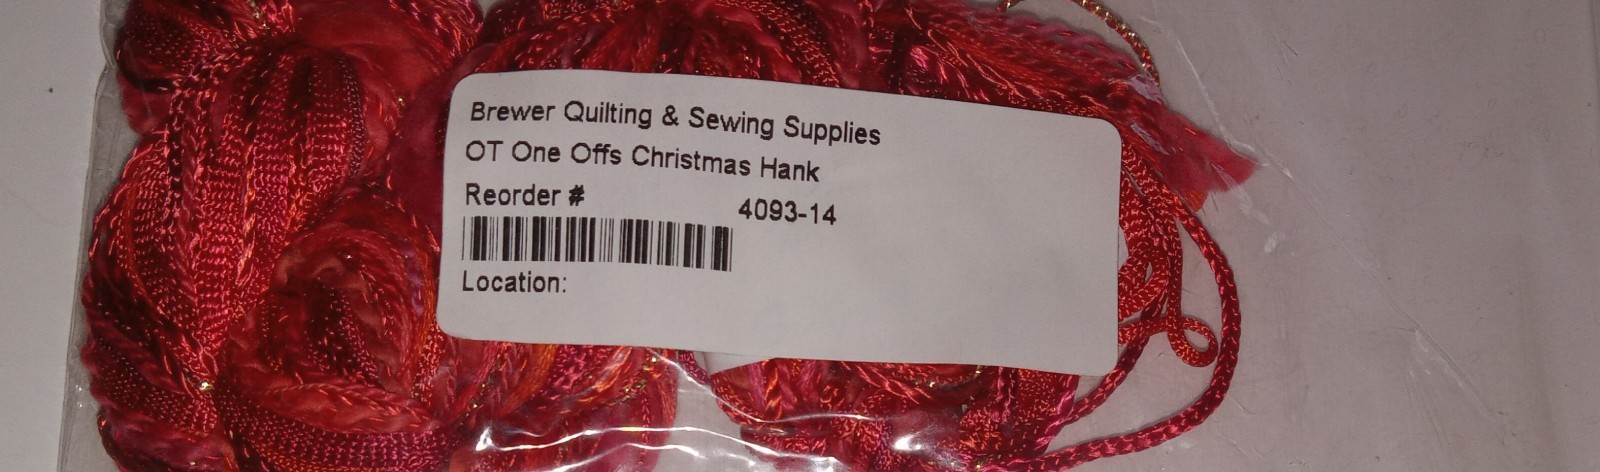 Brewer Quilting & Sewing Supplies
OT One Offs Christmas Hank
Reorder # 4093-14
Location: